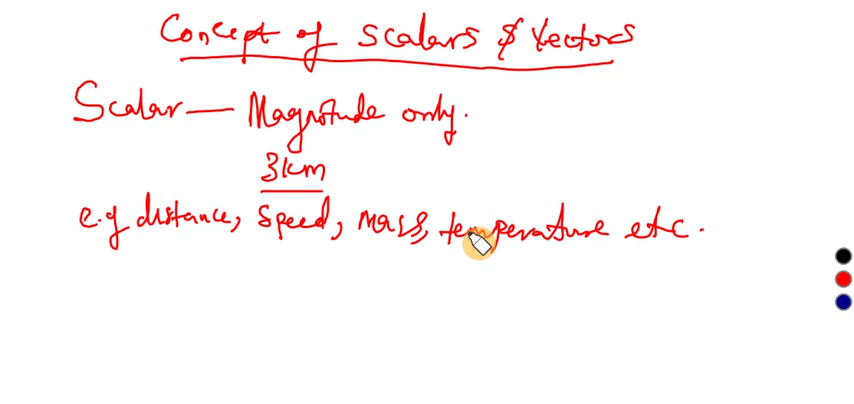 Concept of Scalars & Vectors
Scalar — Magnitude only.
3km
e.g distance, speed, mass, temperature etc.